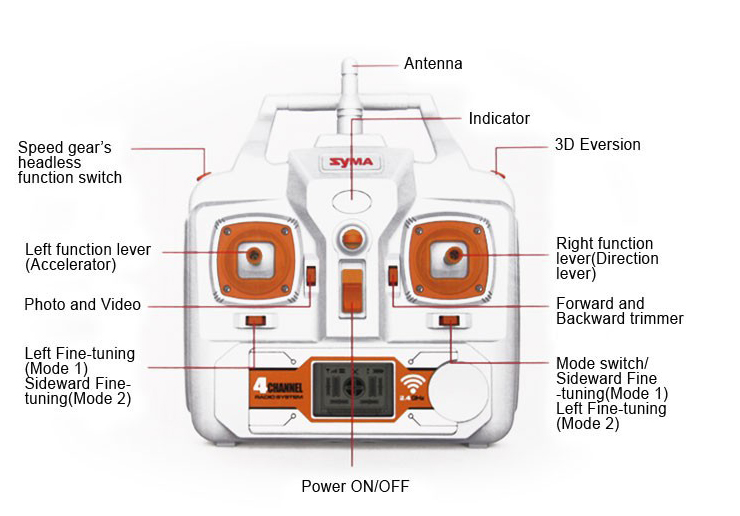 Antenna
Indicator
3D Eversion
Speed gear's
headless
function switch
SYMA
Left function lever
(Accelerator)
Right function
lever(Direction
lever)
Photo and Video
Forward and
Backward trimmer
Left Fine-tuning
(Mode 1)
Sideward Fine-
tuning(Mode 2)
Mode switch/
Sideward Fine
-tuning(Mode 1)
Left Fine-tuning
(Mode 2)
4 CHANNEL
RADIO SYSTEM
2.4GHz
Power ON/OFF